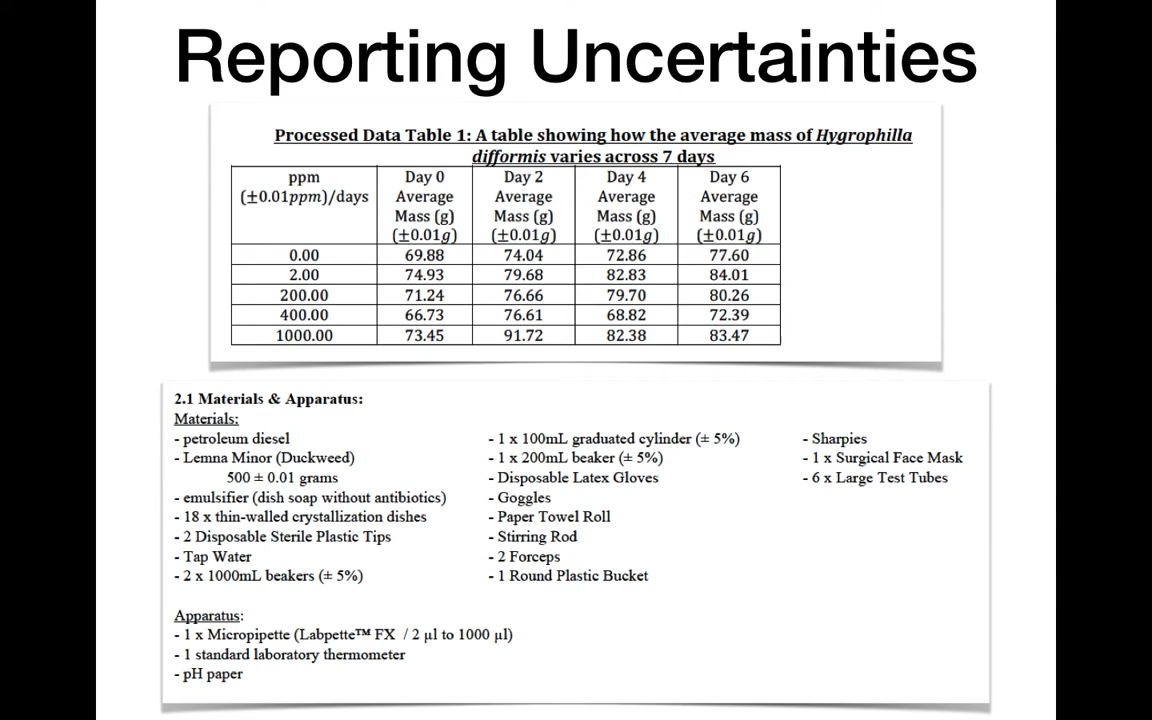 Reporting Uncertainties
Processed Data Table 1: A table showing how the average mass of Hygrophilla
difformis varies across 7 days
ppm (±0.01ppm)/days | Day 0 Average Mass (g) (±0.01g) | Day 2 Average Mass (g) (±0.01g) | Day 4 Average Mass (g) (±0.01g) | Day 6 Average Mass (g) (±0.01g)
0.00 | 69.88 | 74.04 | 72.86 | 77.60
2.00 | 74.93 | 79.68 | 82.83 | 84.01
200.00 | 71.24 | 76.66 | 79.70 | 80.26
400.00 | 66.73 | 76.61 | 68.82 | 72.39
1000.00 | 73.45 | 91.72 | 82.38 | 83.47
2.1 Materials & Apparatus:
Materials:
- petroleum diesel
- Lemna Minor (Duckweed)
500 ± 0.01 grams
- emulsifier (dish soap without antibiotics)
- 18 x thin-walled crystallization dishes
- 2 Disposable Sterile Plastic Tips
- Tap Water
- 2 x 1000mL beakers (± 5%)
- 1 x 100mL graduated cylinder (± 5%)
- 1 x 200mL beaker (± 5%)
- Disposable Latex Gloves
- Goggles
- Paper Towel Roll
- Stirring Rod
- 2 Forceps
- 1 Round Plastic Bucket
- Sharpies
- 1 x Surgical Face Mask
- 6 x Large Test Tubes
Apparatus:
- 1 x Micropipette (Labpette™ FX / 2 µl to 1000 µl)
- 1 standard laboratory thermometer
- pH paper